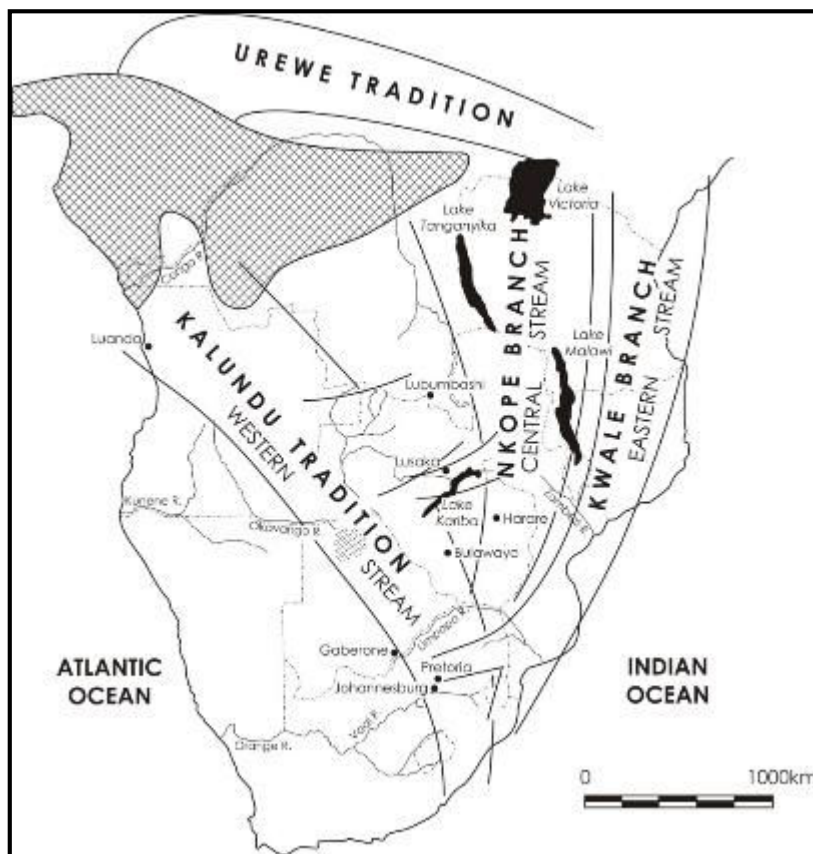 UREWE TRADITION
Lake
Victoria
Lake
Tanganyika
Congo R.
Luanda
KALUNDU TRADITION
WESTERN STREAM
NKOPE BRANCH
CENTRAL STREAM
KWALE BRANCH
EASTERN STREAM
Lake
Malawi
Lubumbashi
Lusaka
Lake
Kariba
Harare
Zambezi R.
Kunene R.
Okavango R.
Bulawayo
Limpopo R.
Gaberone
Pretoria
Johannesburg
ATLANTIC
OCEAN
INDIAN
OCEAN
Vaal R.
Orange R.
0
1000km